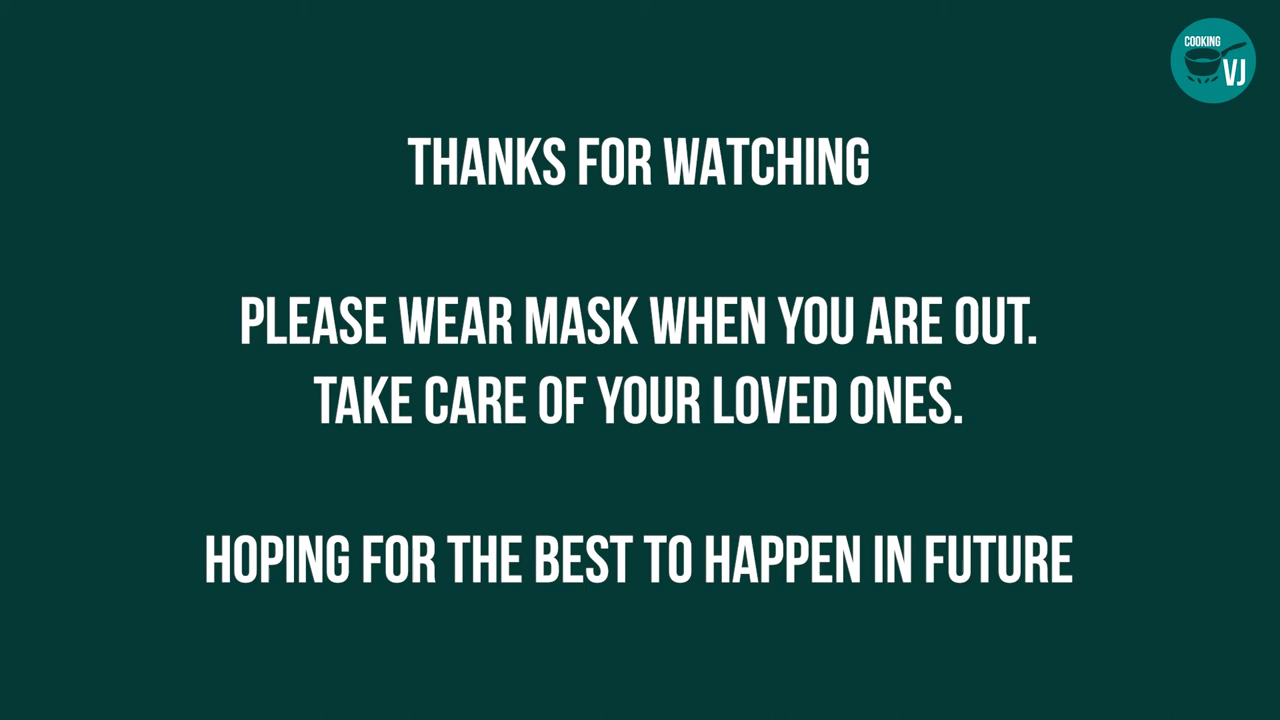 COOKING
VJ
THANKS FOR WATCHING
PLEASE WEAR MASK WHEN YOU ARE OUT.
TAKE CARE OF YOUR LOVED ONES.
HOPING FOR THE BEST TO HAPPEN IN FUTURE